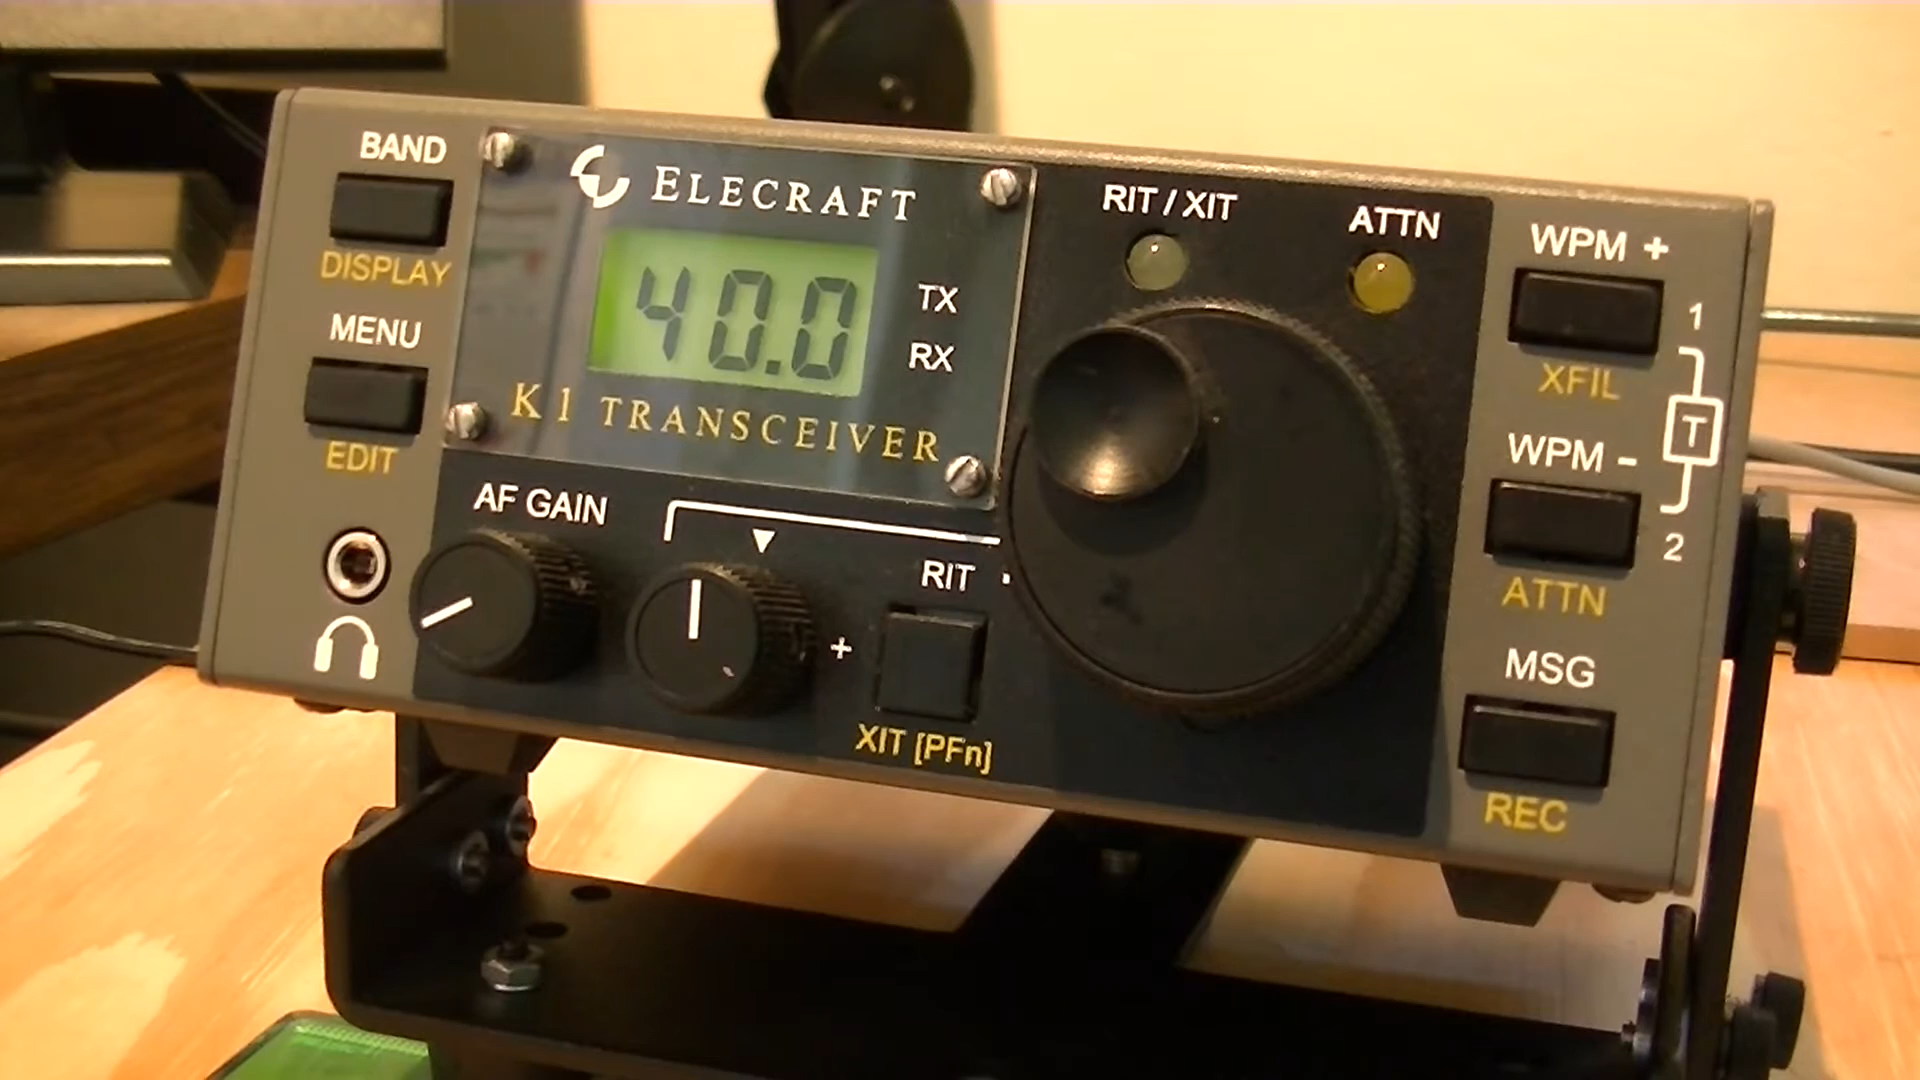 BAND
DISPLAY
MENU
EDIT
ELECRAFT
40.0
TX
RX
K1 TRANSCEIVER
AF GAIN
RIT
+
XIT [PFn]
RIT / XIT
ATTN
WPM +
XFIL
1
T
2
WPM -
ATTN
MSG
REC